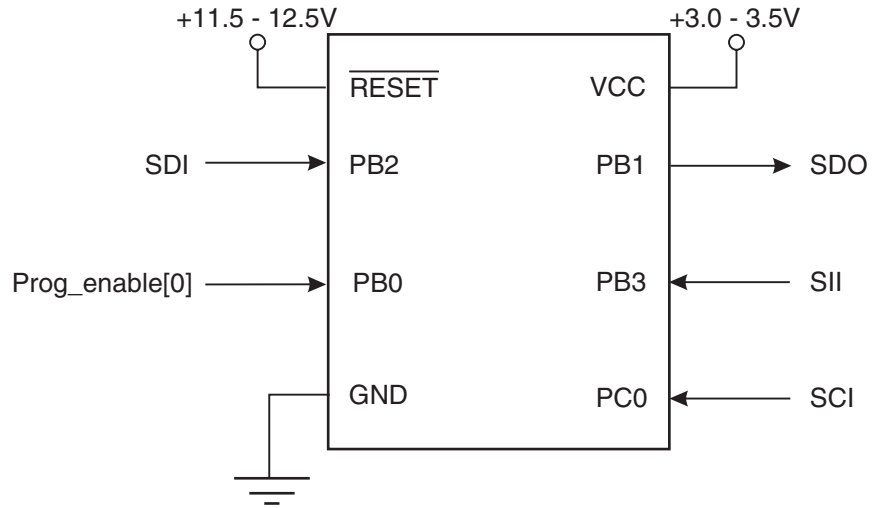 +11.5 - 12.5V
+3.0 - 3.5V
RESET
VCC
SDI
PB2
PB1
SDO
Prog_enable[0]
PB0
PB3
SII
GND
PC0
SCI